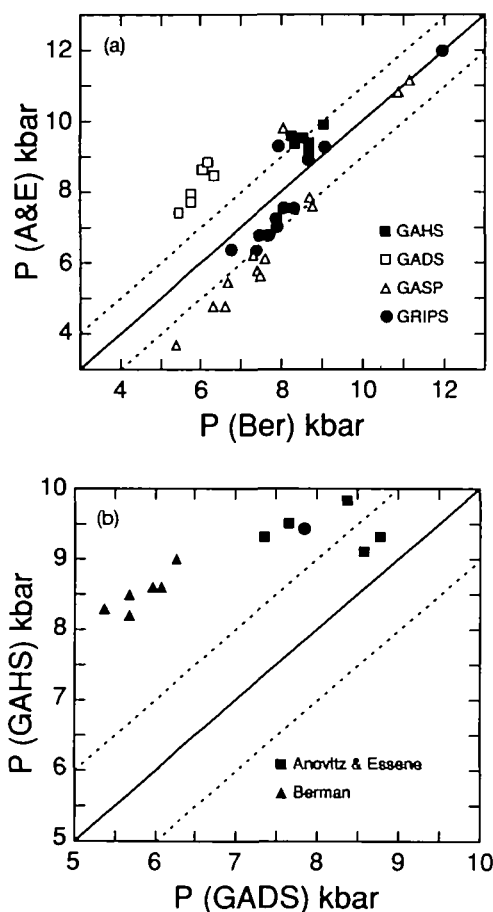 (a)
12
10
8
6
4
P (A&E) kbar
GAHS
GADS
GASP
GRIPS
4 6 8 10 12
P (Ber) kbar
10
(b)
9
8
7
6
5
P (GAHS) kbar
Anovitz & Essene
Berman
5 6 7 8 9 10
P (GADS) kbar